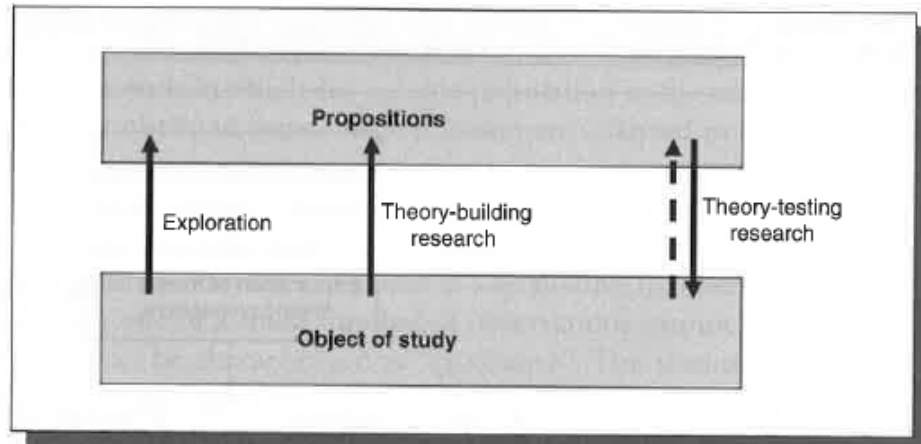 Propositions
Exploration
Theory-building
research
Theory-testing
research
Object of study